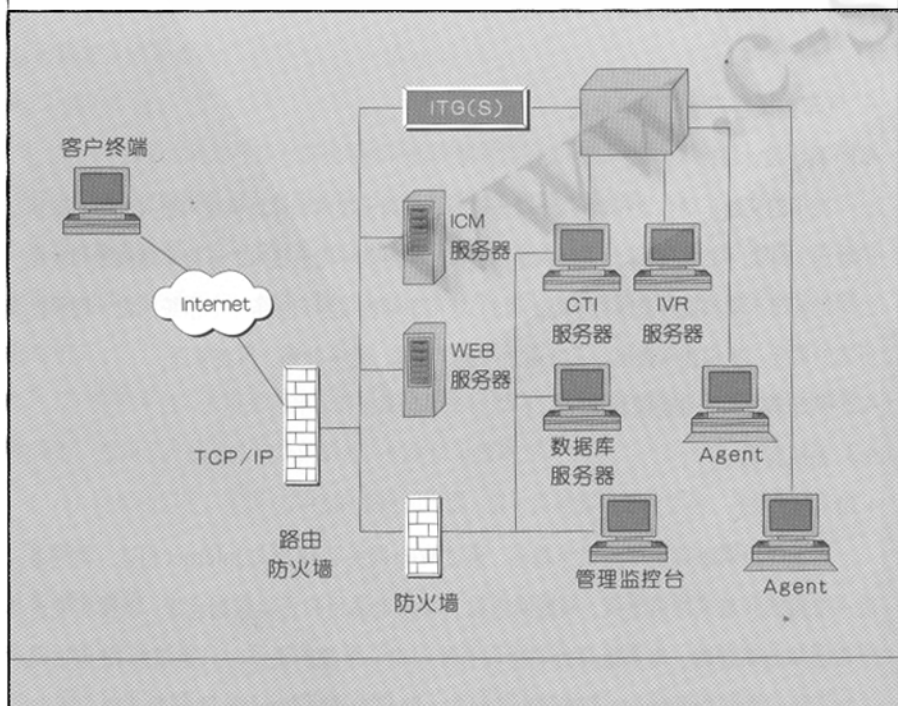 ITG(S)
客户终端
ICM
服务器
Internet
CTI
服务器
IVR
服务器
WEB
服务器
TCP/IP
数据库
服务器
Agent
路由
防火墙
防火墙
管理监控台
Agent
www.c-s